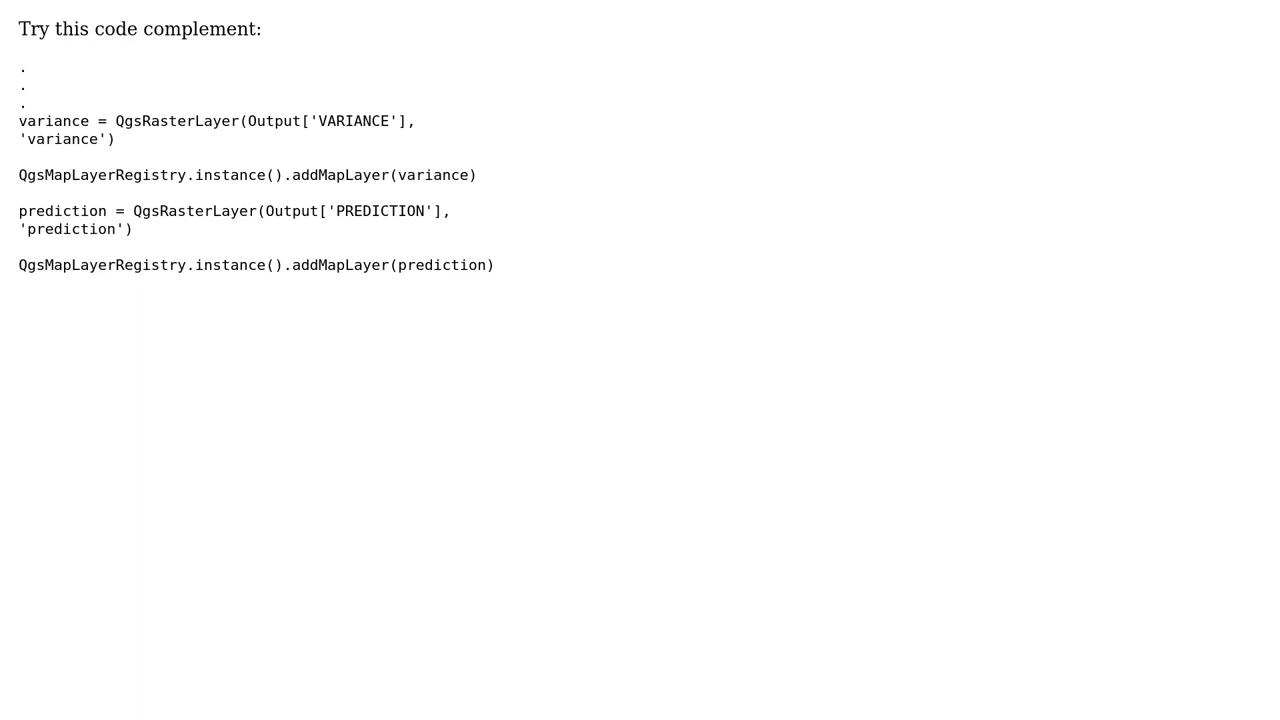 Try this code complement:
.
.
.
variance = QgsRasterLayer(Output['VARIANCE'],
'variance')
QgsMapLayerRegistry.instance().addMapLayer(variance)
prediction = QgsRasterLayer(Output['PREDICTION'],
'prediction')
QgsMapLayerRegistry.instance().addMapLayer(prediction)